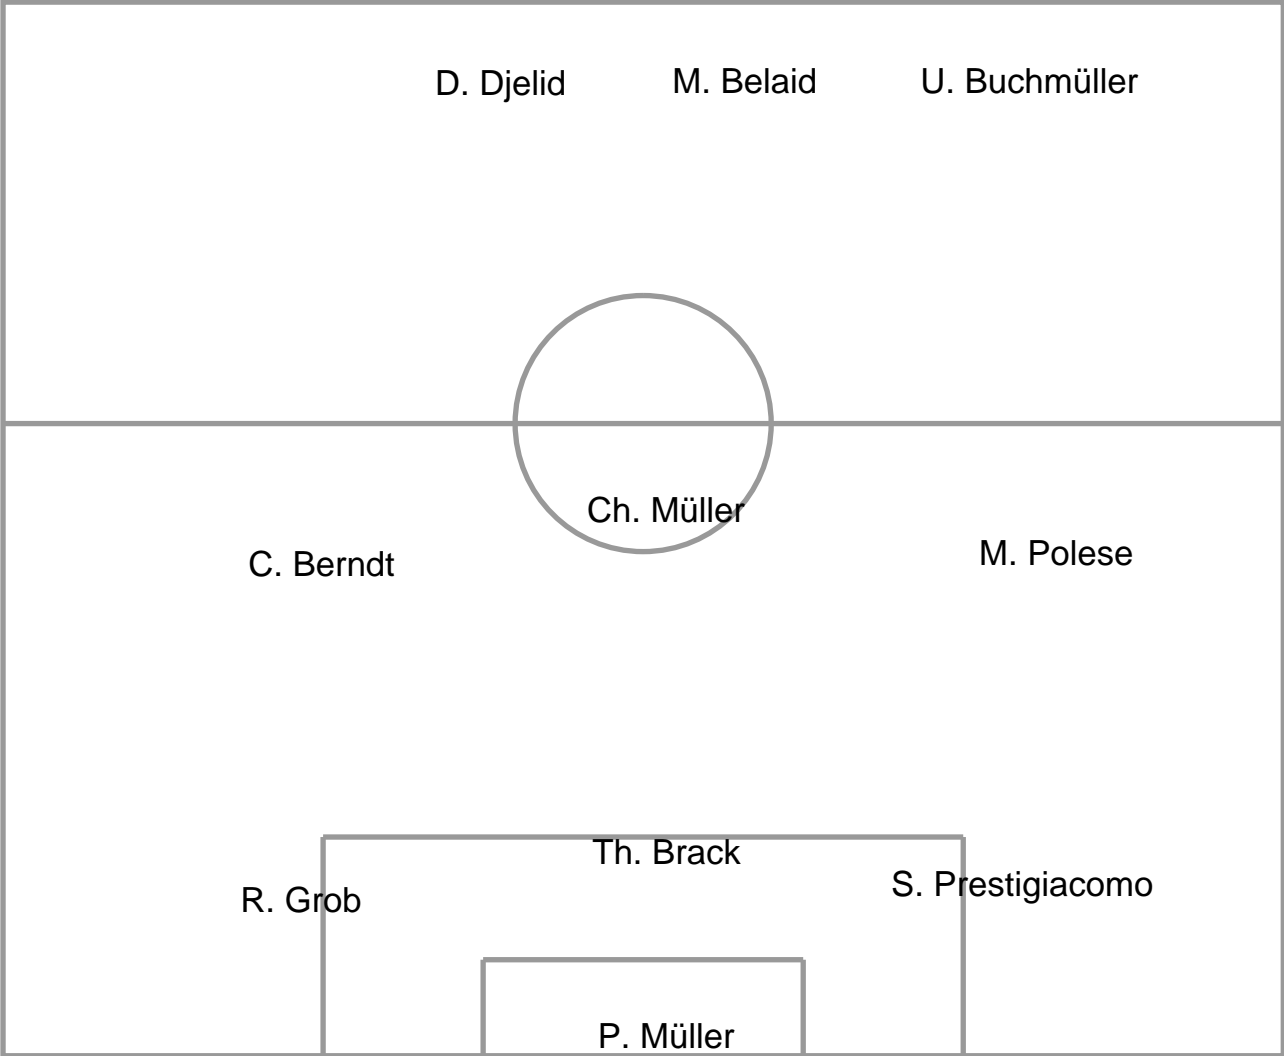 D. Djelid
M. Belaid
U. Buchmüller
Ch. Müller
C. Berndt
M. Polese
Th. Brack
R. Grob
S. Prestigiacomo
P. Müller